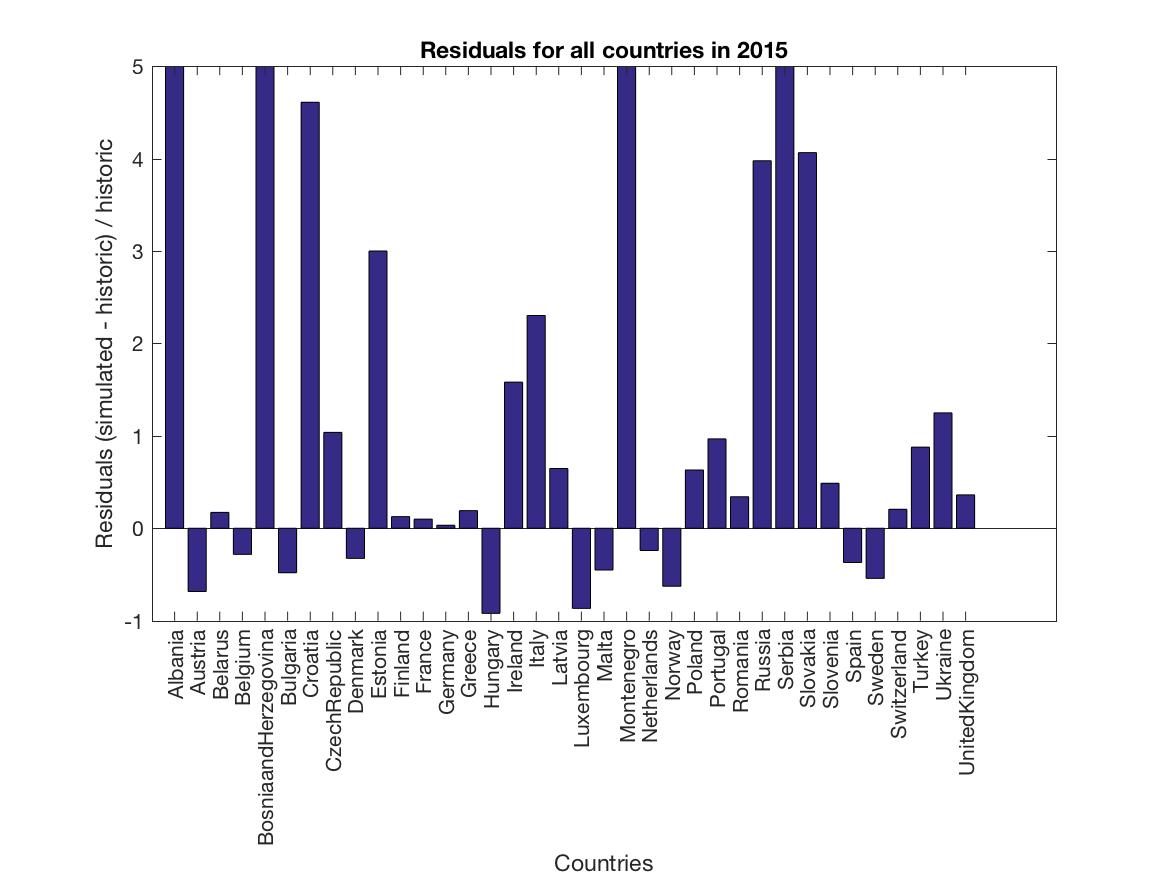 Residuals for all countries in 2015
Residuals (simulated - historic) / historic
5
4
3
2
1
0
-1
Albania
Austria
Belarus
Belgium
BosniaandHerzegovina
Bulgaria
Croatia
CzechRepublic
Denmark
Estonia
Finland
France
Germany
Greece
Hungary
Ireland
Italy
Latvia
Luxembourg
Malta
Montenegro
Netherlands
Norway
Poland
Portugal
Romania
Russia
Serbia
Slovakia
Slovenia
Spain
Sweden
Switzerland
Turkey
Ukraine
UnitedKingdom
Countries